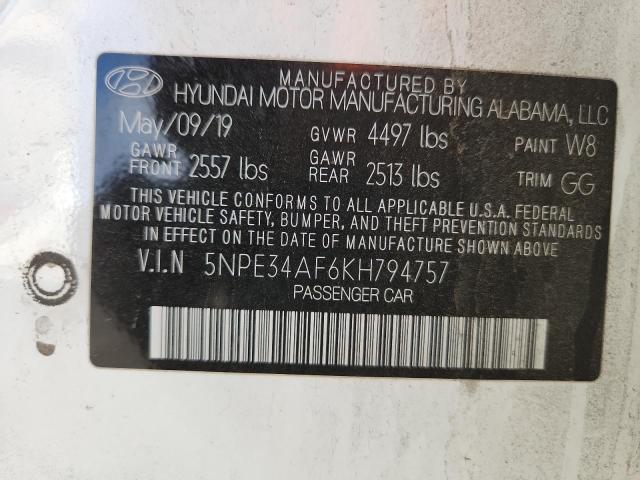 MANUFACTURED BY
HYUNDAI MOTOR MANUFACTURING ALABAMA, LLC
May/09/19 GVWR 4497 lbs PAINT W8
GAWR FRONT 2557 lbs GAWR REAR 2513 lbs TRIM GG
THIS VEHICLE CONFORMS TO ALL APPLICABLE U.S.A. FEDERAL
MOTOR VEHICLE SAFETY, BUMPER, AND THEFT PREVENTION STANDARDS
IN EFFECT ON THE DATE OF MANUFACTURE SHOWN ABOVE
V.I.N 5NPE34AF6KH794757
PASSENGER CAR